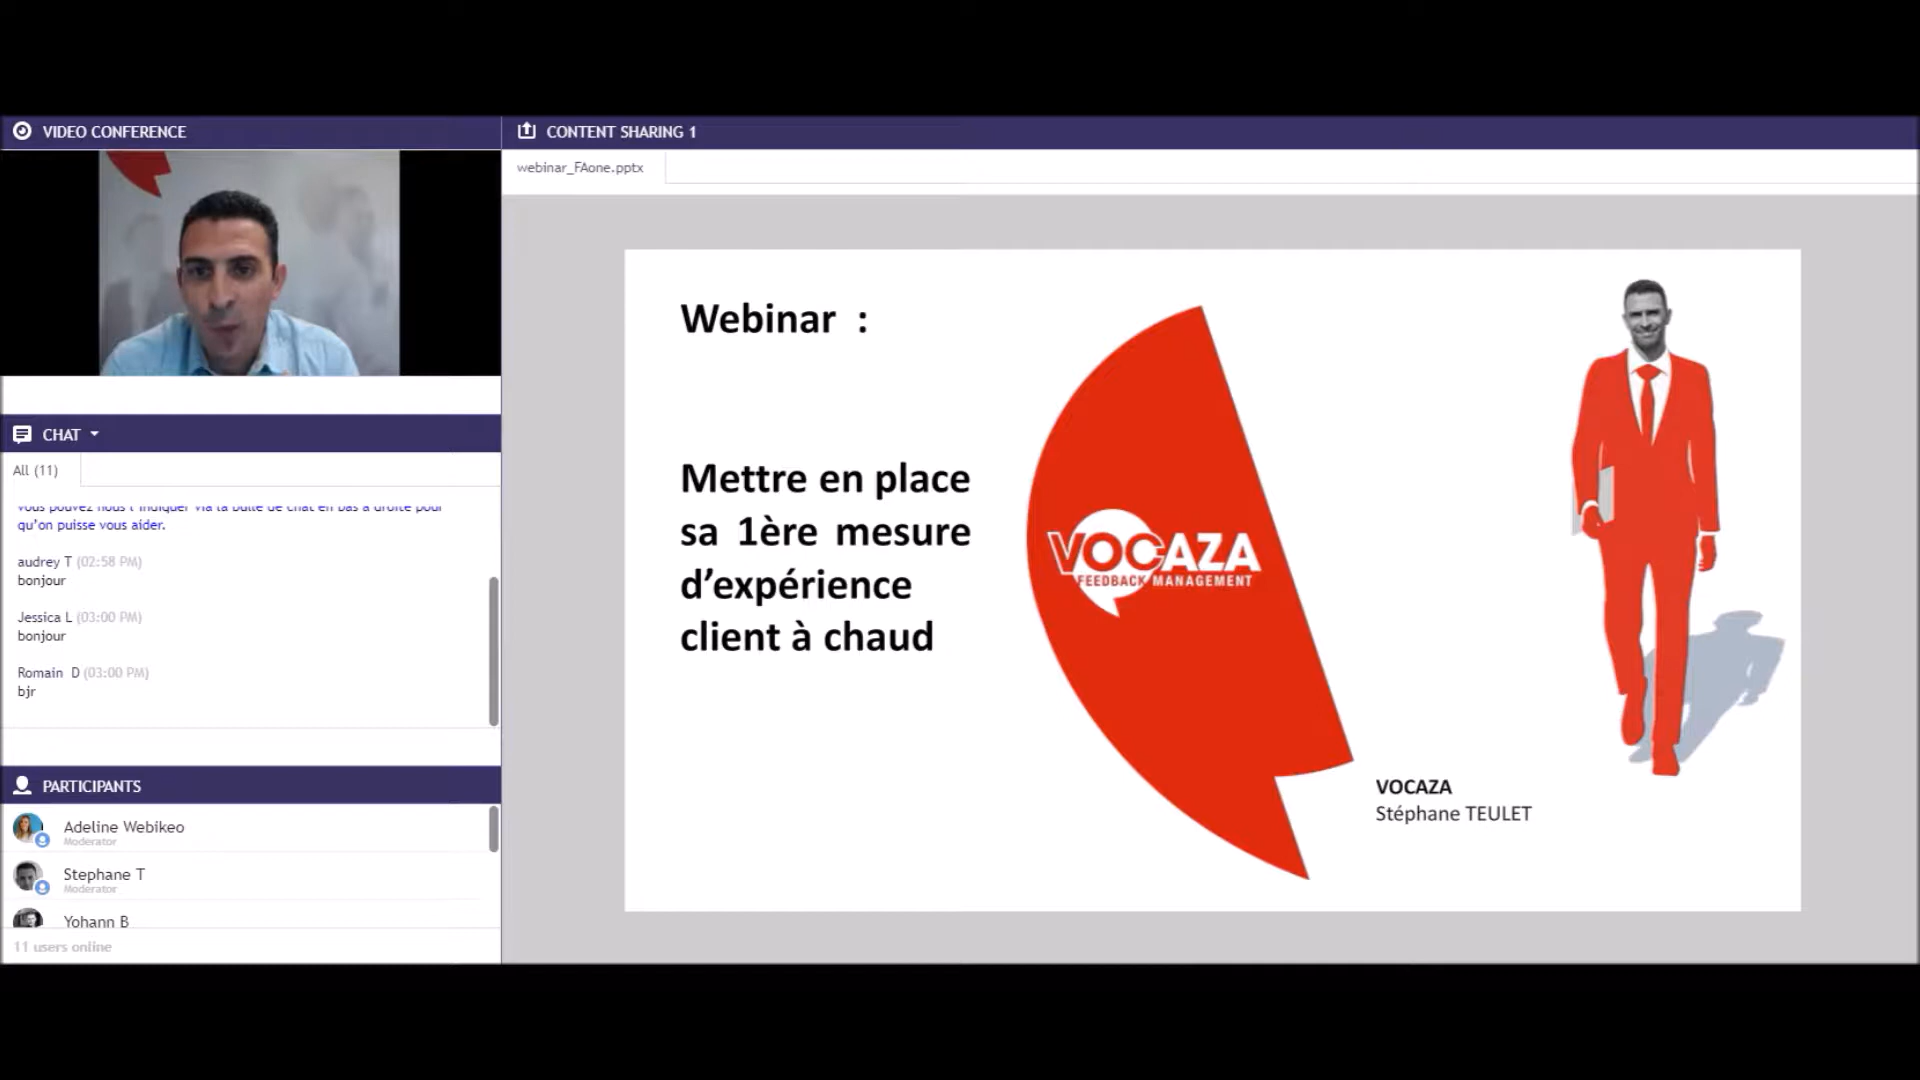 VIDEO CONFERENCE
CHAT
All (11)
vous pouvez nous l'indiquer via la bulle de chat en bas à droite pour
qu'on puisse vous aider.
audrey T (02:58 PM)
bonjour
Jessica L (03:00 PM)
bonjour
Romain D (03:00 PM)
bjr
PARTICIPANTS
Adeline Webikeo
Moderator
Stephane T
Moderator
Yohann B
11 users online
CONTENT SHARING 1
webinar_FAone.pptx
Webinar :
Mettre en place
sa 1ère mesure
d'expérience
client à chaud
VOCAZA
FEEDBACK MANAGEMENT
VOCAZA
Stéphane TEULET